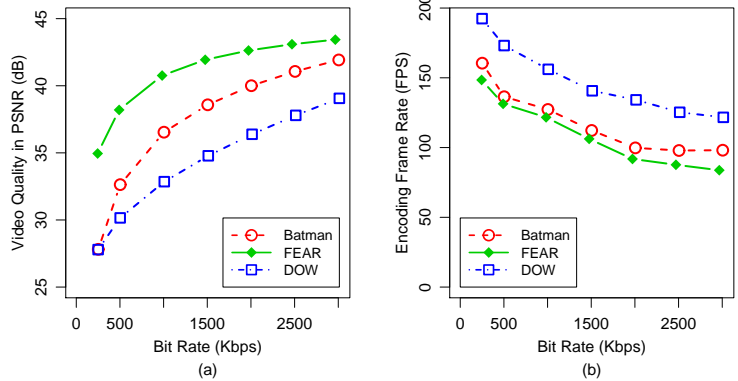 45
40
35
30
25
Video Quality in PSNR (dB)
Batman
FEAR
DOW
0 500 1500 2500
Bit Rate (Kbps)
(a)
200
150
100
50
0
Encoding Frame Rate (FPS)
Batman
FEAR
DOW
0 500 1500 2500
Bit Rate (Kbps)
(b)